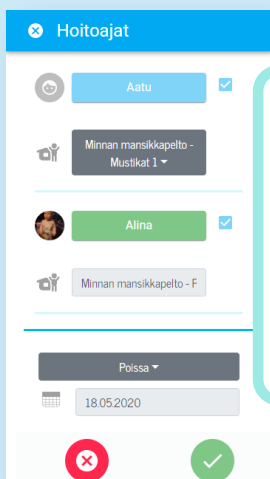 Hoitoajat
Aatu
Minnan mansikkapelto -
Mustikat 1
Alina
Minnan mansikkapelto - F
Poissa
18.05.2020